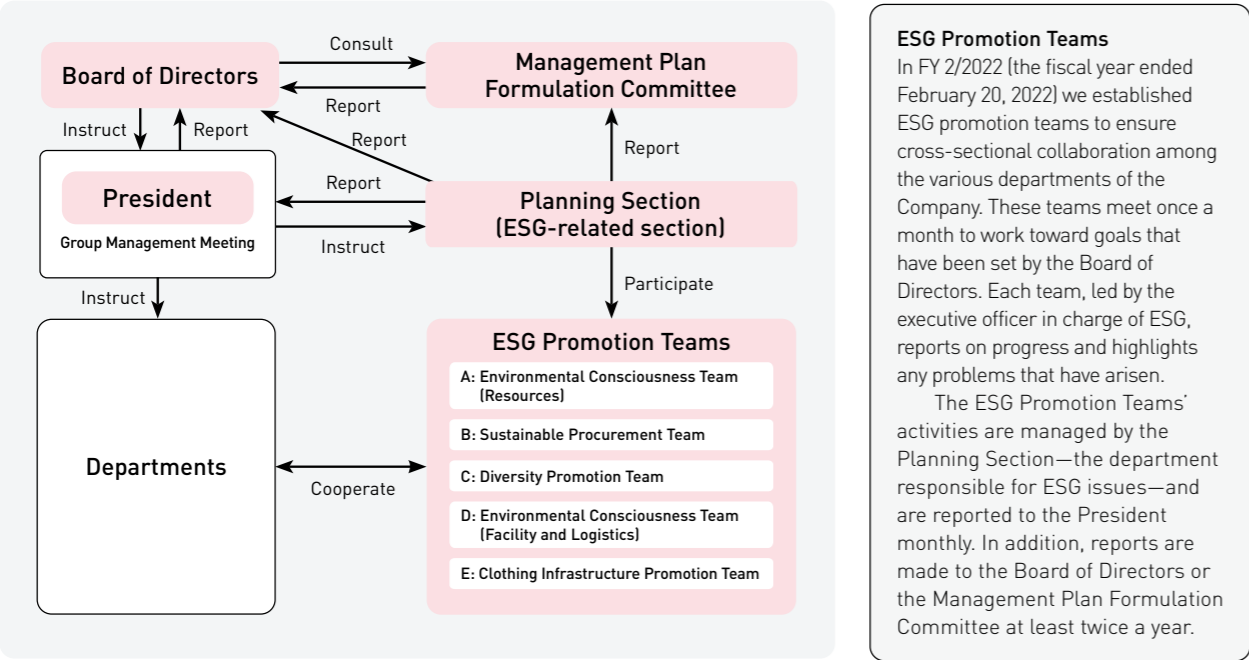 Board of Directors
Consult
Management Plan
Formulation Committee
Report
Instruct
Report
Report
Report
President
Group Management Meeting
Report
Instruct
Planning Section
(ESG-related section)
Instruct
Participate
Departments
Cooperate
ESG Promotion Teams
A: Environmental Consciousness Team
(Resources)
B: Sustainable Procurement Team
C: Diversity Promotion Team
D: Environmental Consciousness Team
(Facility and Logistics)
E: Clothing Infrastructure Promotion Team
ESG Promotion Teams
In FY 2/2022 (the fiscal year ended
February 20, 2022) we established
ESG promotion teams to ensure
cross-sectional collaboration among
the various departments of the
Company. These teams meet once a
month to work toward goals that
have been set by the Board of
Directors. Each team, led by the
executive officer in charge of ESG,
reports on progress and highlights
any problems that have arisen.
The ESG Promotion Teams’
activities are managed by the
Planning Section—the department
responsible for ESG issues—and
are reported to the President
monthly. In addition, reports are
made to the Board of Directors or
the Management Plan Formulation
Committee at least twice a year.